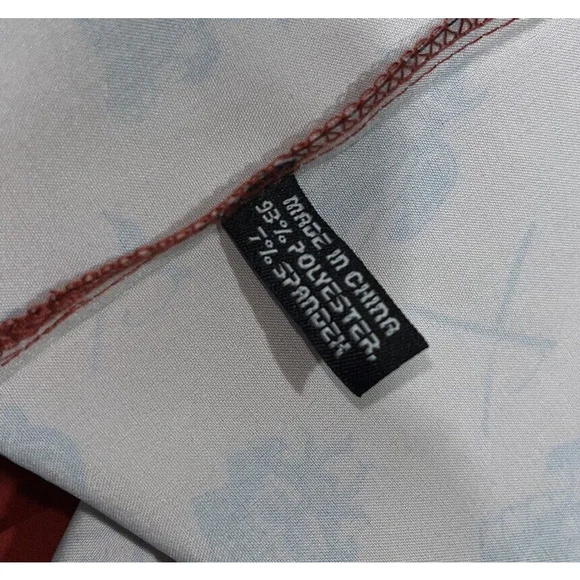 MADE IN CHINA
93% POLYESTER,
7% SPANDEX